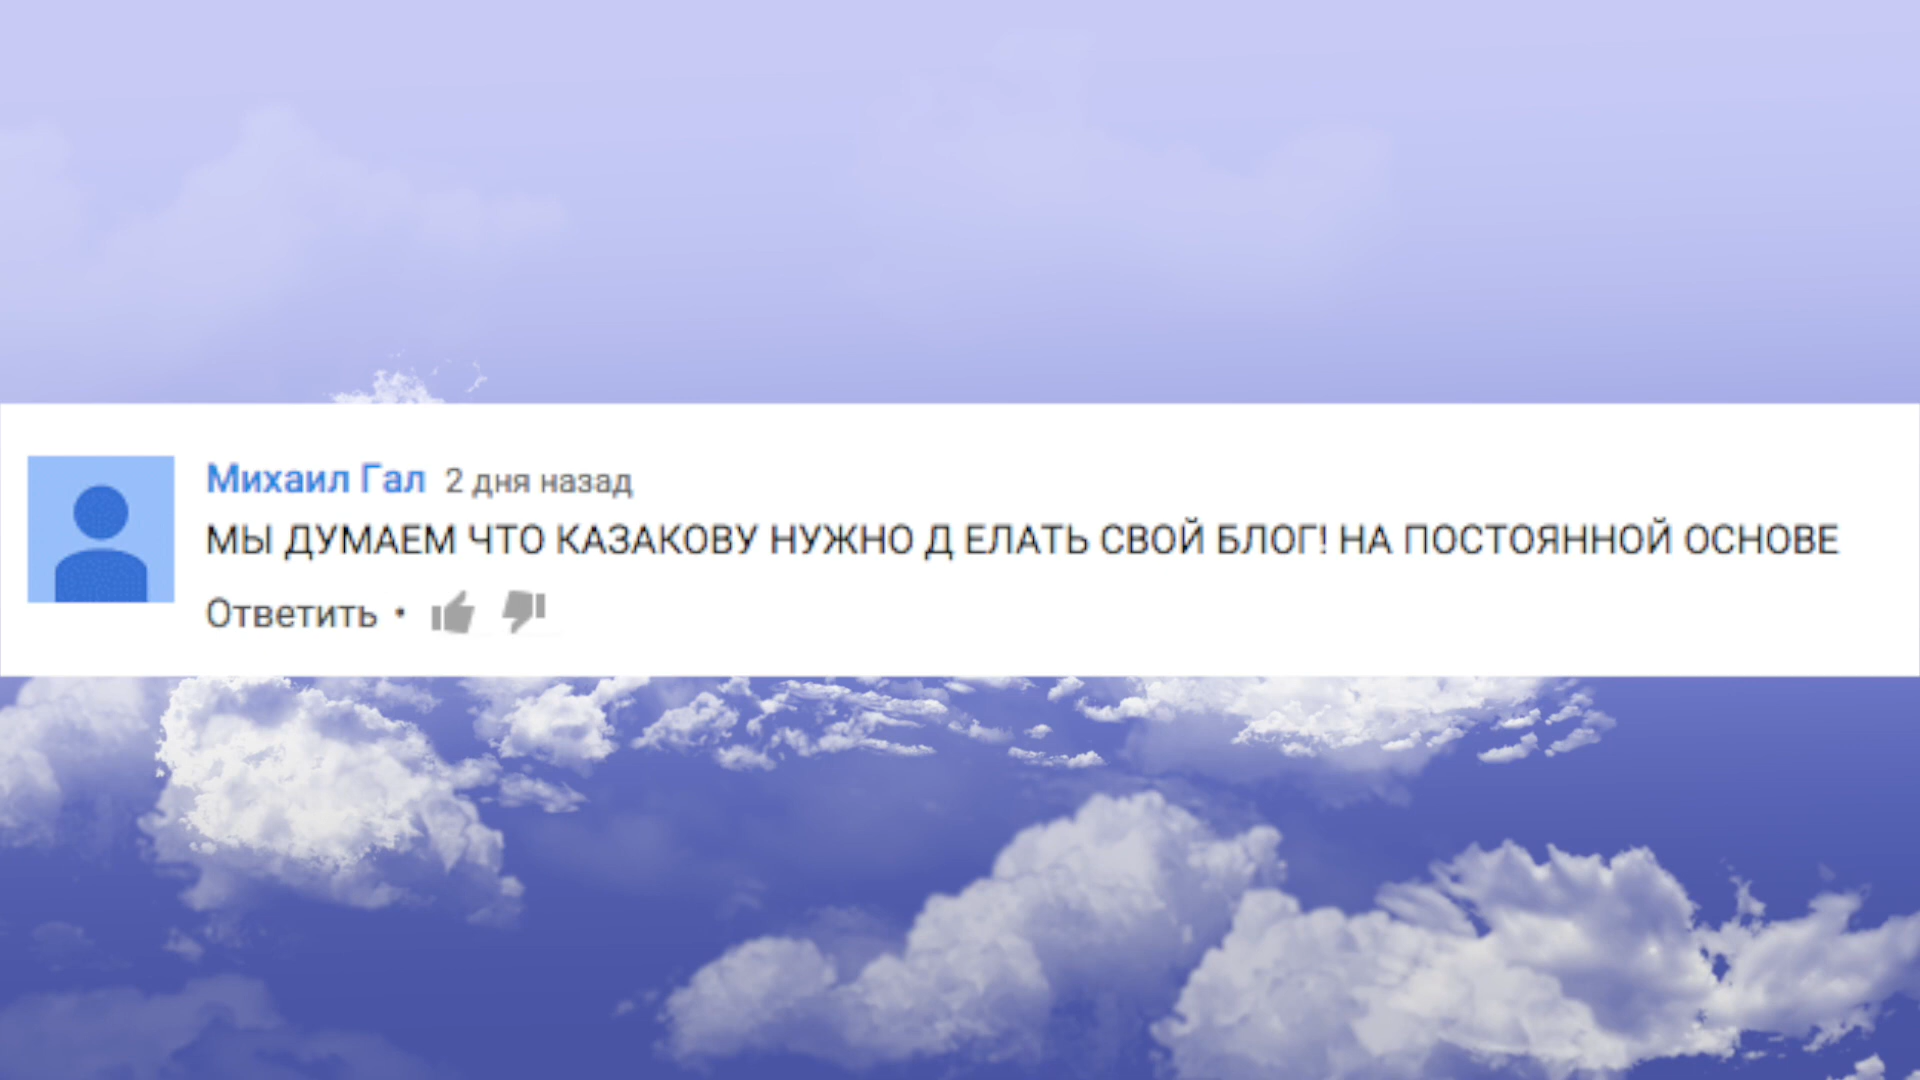 Михаил Гал 2 дня назад
МЫ ДУМАЕМ ЧТО КАЗАКОВУ НУЖНО Д ЕЛАТЬ СВОЙ БЛОГ! НА ПОСТОЯННОЙ ОСНОВЕ
Ответить •